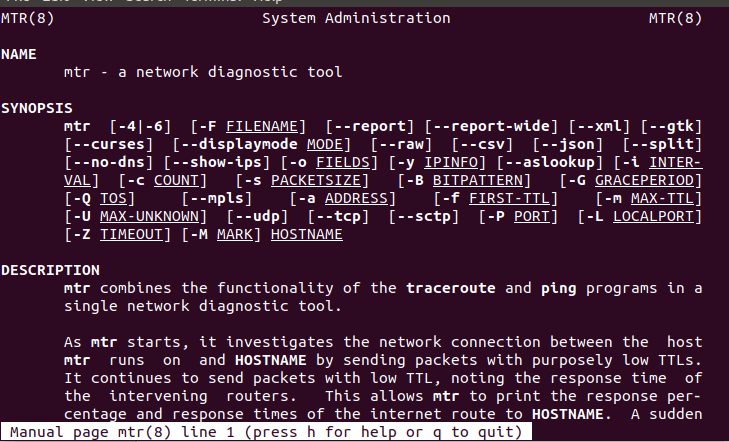 MTR(8) System Administration MTR(8)
NAME
mtr - a network diagnostic tool
SYNOPSIS
mtr [-4|-6] [-F FILENAME] [--report] [--report-wide] [--xml] [--gtk]
[--curses] [--displaymode MODE] [--raw] [--csv] [--json] [--split]
[--no-dns] [--show-ips] [-o FIELDS] [-y IPINFO] [--aslookup] [-i INTER-
VAL] [-c COUNT] [-s PACKETSIZE] [-B BITPATTERN] [-G GRACEPERIOD]
[-Q TOS] [--mpls] [-a ADDRESS] [-f FIRST-TTL] [-m MAX-TTL]
[-U MAX-UNKNOWN] [--udp] [--tcp] [--sctp] [-P PORT] [-L LOCALPORT]
[-Z TIMEOUT] [-M MARK] HOSTNAME
DESCRIPTION
mtr combines the functionality of the traceroute and ping programs in a
single network diagnostic tool.
As mtr starts, it investigates the network connection between the host
mtr runs on and HOSTNAME by sending packets with purposely low TTLs.
It continues to send packets with low TTL, noting the response time of
the intervening routers. This allows mtr to print the response per-
centage and response times of the internet route to HOSTNAME. A sudden
Manual page mtr(8) line 1 (press h for help or q to quit)